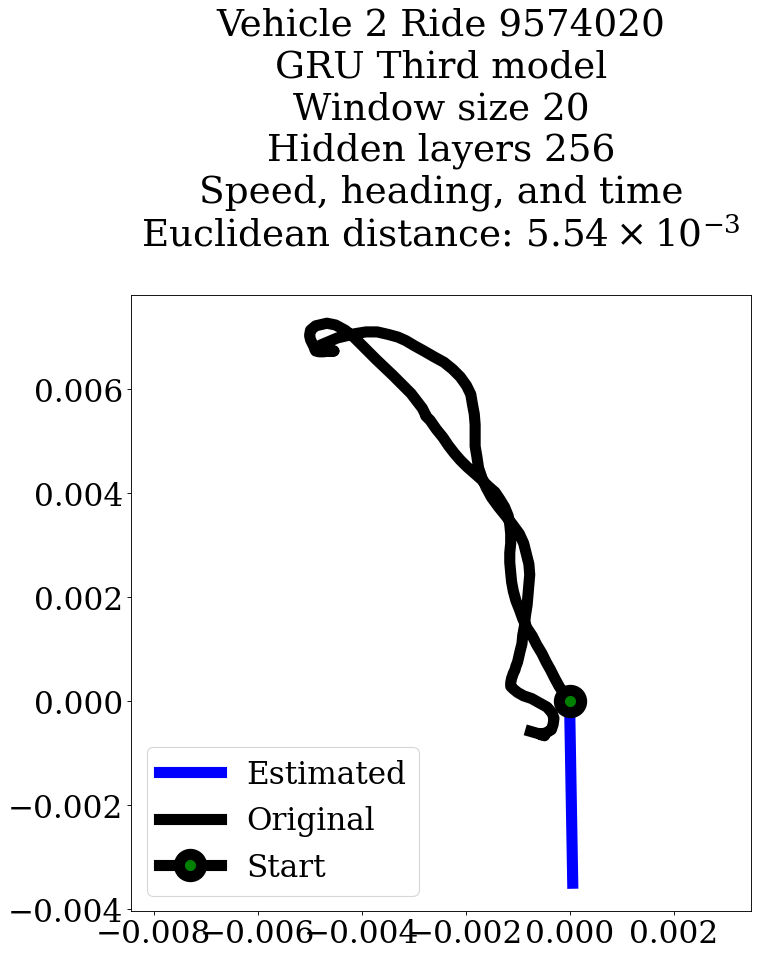 Vehicle 2 Ride 9574020
GRU Third model
Window size 20
Hidden layers 256
Speed, heading, and time
Euclidean distance: 5.54 × 10⁻³
0.006
0.004
0.002
0.000
−0.002
−0.004
Estimated
Original
Start
−0.008 −0.006 −0.004 −0.002 0.000 0.002